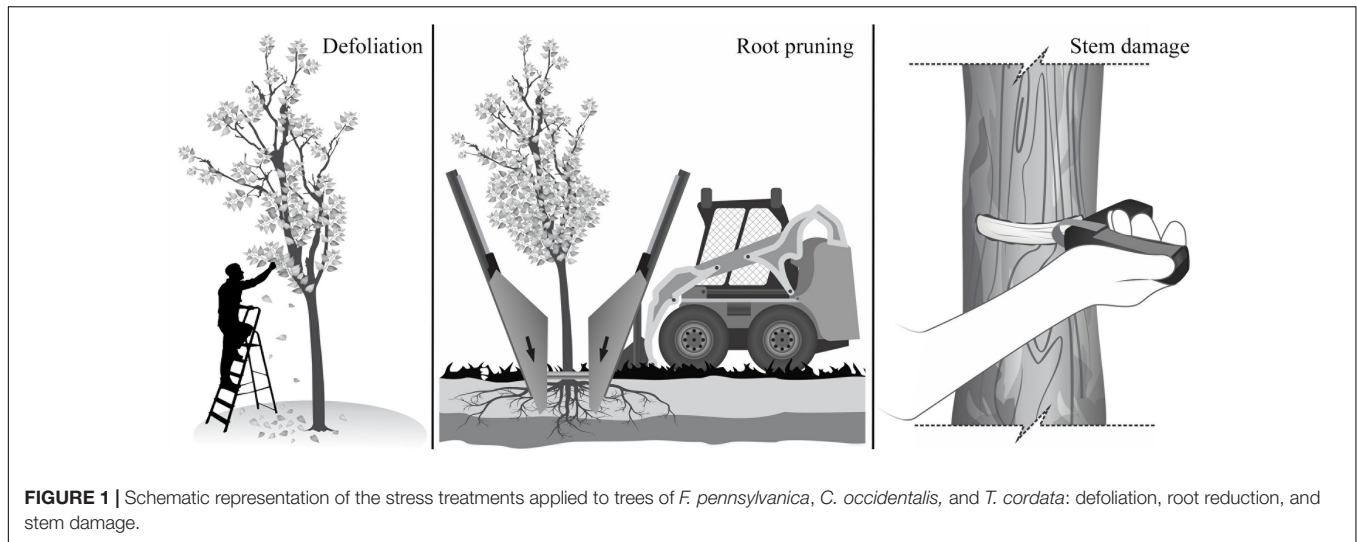 Defoliation
Root pruning
Stem damage
FIGURE 1 | Schematic representation of the stress treatments applied to trees of F. pennsylvanica, C. occidentalis, and T. cordata: defoliation, root reduction, and
stem damage.